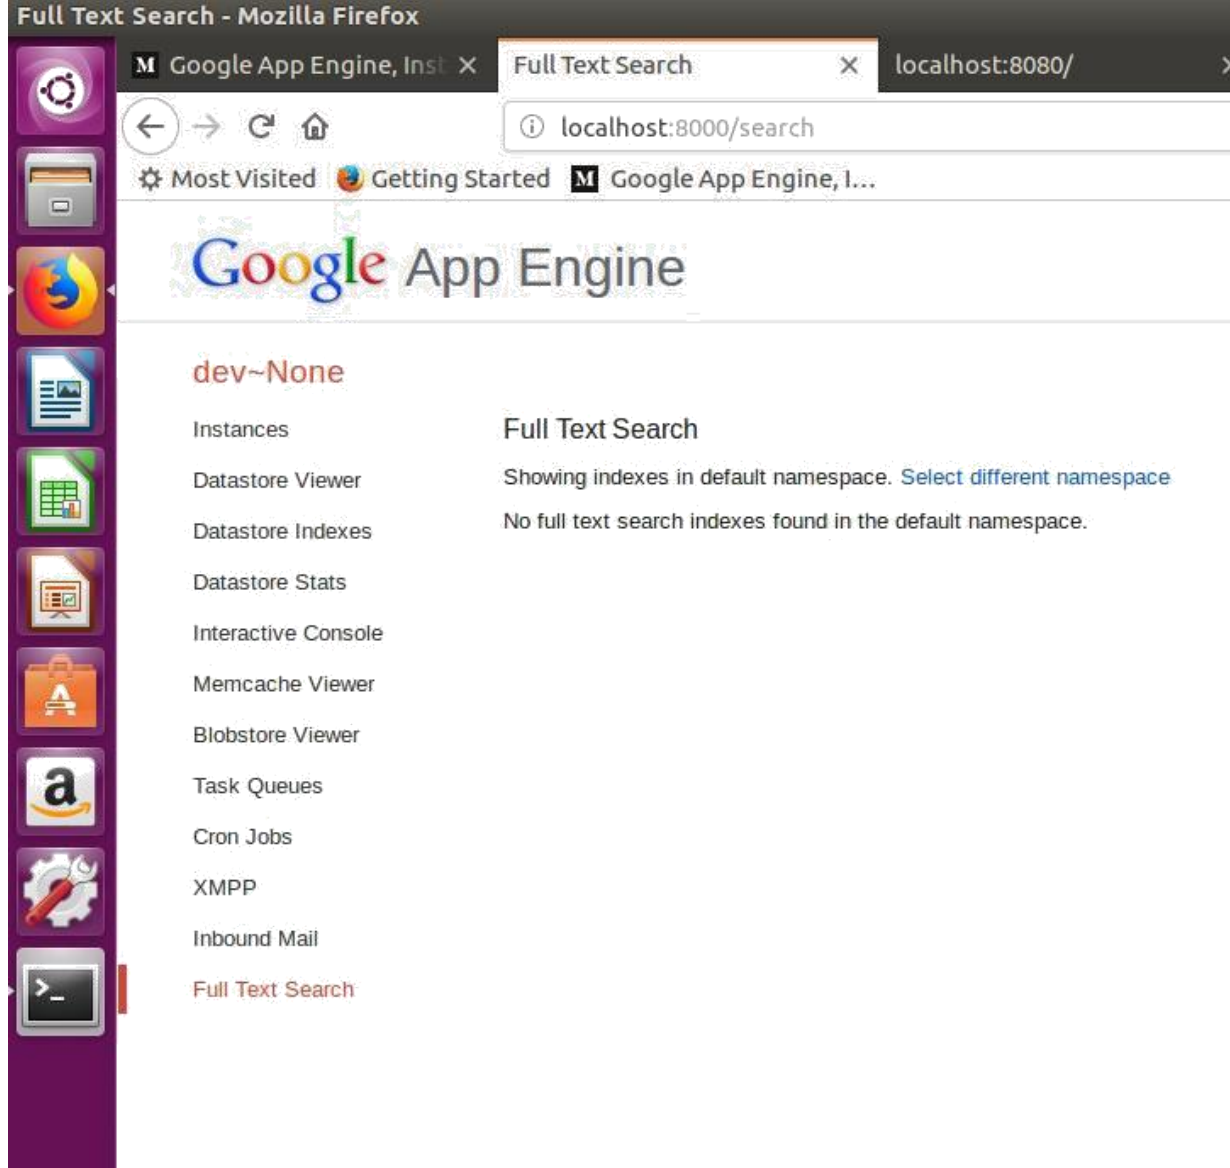 Full Text Search - Mozilla Firefox
M Google App Engine, Inst × Full Text Search × localhost:8080/ ×
localhost:8000/search
Most Visited Getting Started M Google App Engine, I...
Google App Engine
dev~None
Instances
Datastore Viewer
Datastore Indexes
Datastore Stats
Interactive Console
Memcache Viewer
Blobstore Viewer
Task Queues
Cron Jobs
XMPP
Inbound Mail
Full Text Search
Full Text Search
Showing indexes in default namespace. Select different namespace
No full text search indexes found in the default namespace.
A
a
>_